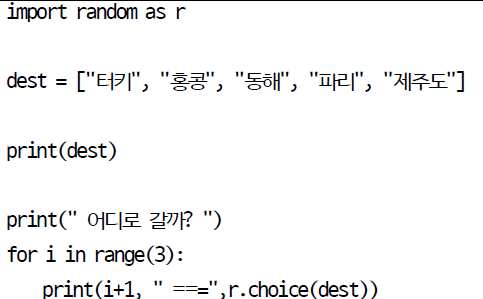 import random as r
dest = ["터키", "홍콩", "동해", "파리", "제주도"]
print(dest)
print(" 어디로 갈까? ")
for i in range(3):
    print(i+1, " ===",r.choice(dest))